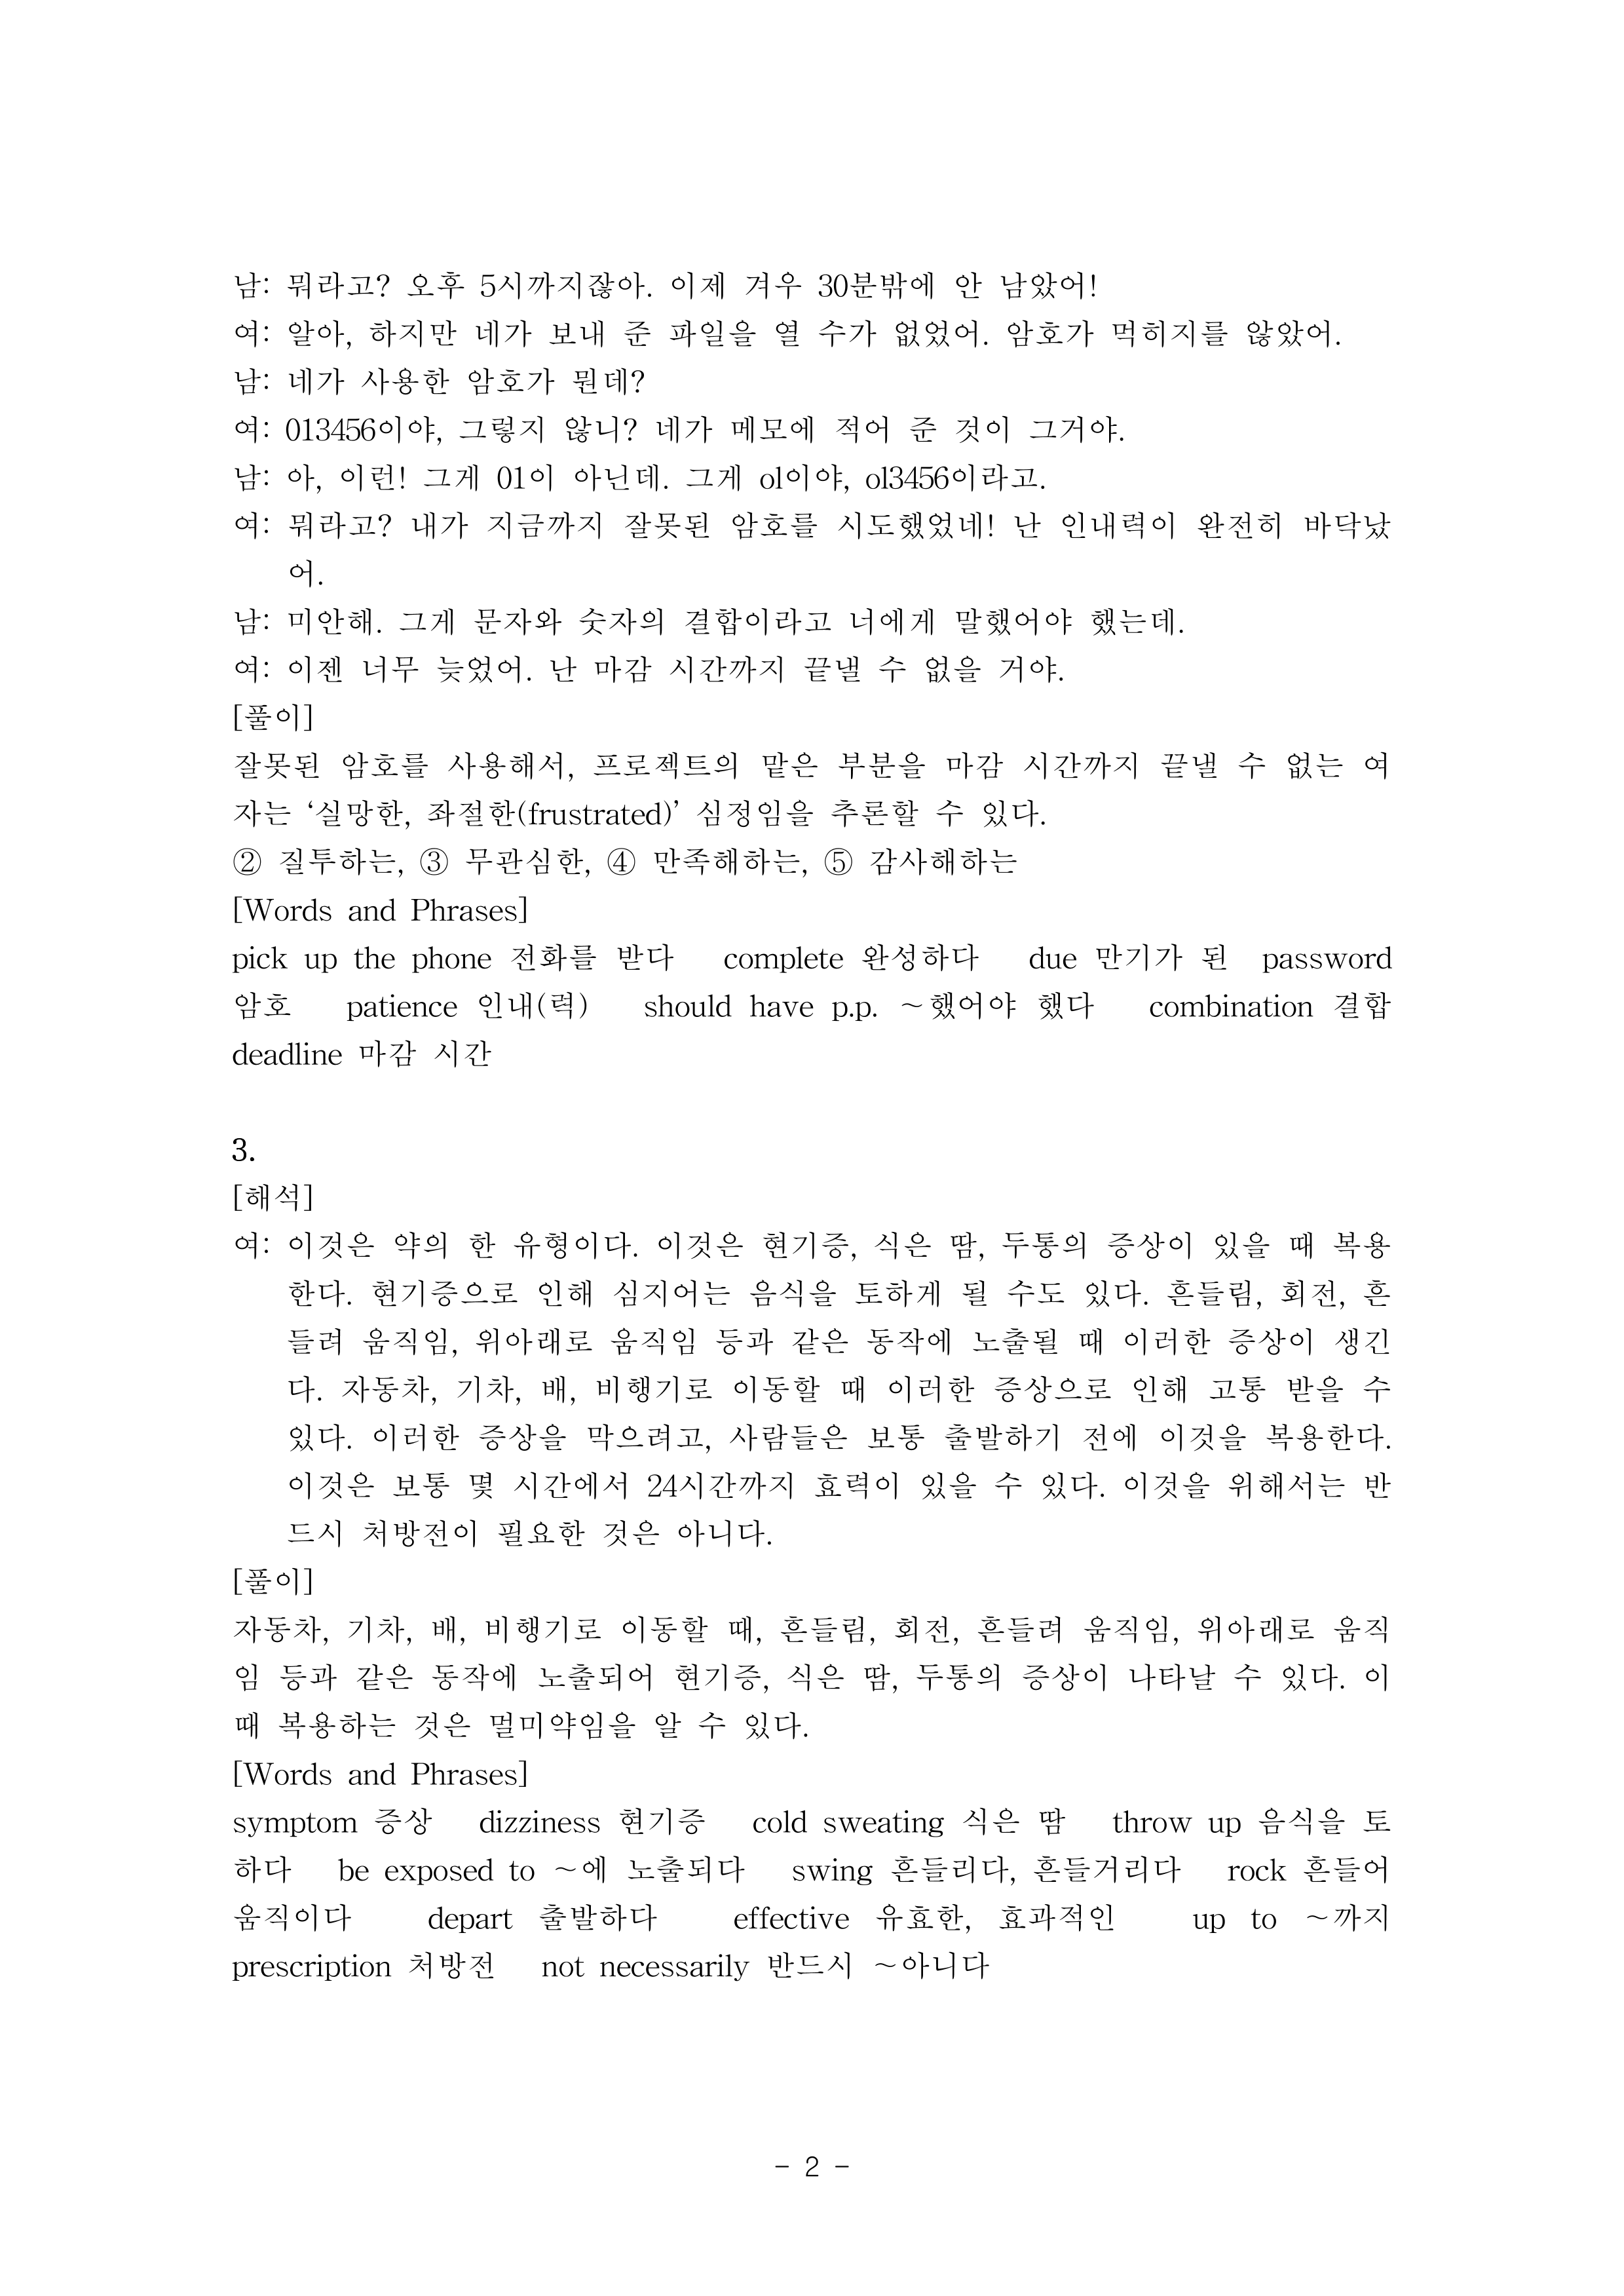 남: 뭐라고? 오후 5시까지잖아. 이제 겨우 30분밖에 안 남았어!
여: 알아, 하지만 네가 보내 준 파일을 열 수가 없었어. 암호가 먹히지를 않았어.
남: 네가 사용한 암호가 뭔데?
여: 013456이야, 그렇지 않니? 네가 메모에 적어 준 것이 그거야.
남: 아, 이런! 그게 01이 아닌데. 그게 ol이야, ol3456이라고.
여: 뭐라고? 내가 지금까지 잘못된 암호를 시도했었네! 난 인내력이 완전히 바닥났
어.
남: 미안해. 그게 문자와 숫자의 결합이라고 너에게 말했어야 했는데.
여: 이젠 너무 늦었어. 난 마감 시간까지 끝낼 수 없을 거야.
[풀이]
잘못된 암호를 사용해서, 프로젝트의 맡은 부분을 마감 시간까지 끝낼 수 없는 여
자는 ‘실망한, 좌절한(frustrated)’ 심정임을 추론할 수 있다.
② 질투하는, ③ 무관심한, ④ 만족해하는, ⑤ 감사해하는
[Words and Phrases]
pick up the phone 전화를 받다 complete 완성하다 due 만기가 된 password
암호 patience 인내(력) should have p.p. ~했어야 했다 combination 결합
deadline 마감 시간
3.
[해석]
여: 이것은 약의 한 유형이다. 이것은 현기증, 식은 땀, 두통의 증상이 있을 때 복용
한다. 현기증으로 인해 심지어는 음식을 토하게 될 수도 있다. 흔들림, 회전, 흔
들려 움직임, 위아래로 움직임 등과 같은 동작에 노출될 때 이러한 증상이 생긴
다. 자동차, 기차, 배, 비행기로 이동할 때 이러한 증상으로 인해 고통 받을 수
있다. 이러한 증상을 막으려고, 사람들은 보통 출발하기 전에 이것을 복용한다.
이것은 보통 몇 시간에서 24시간까지 효력이 있을 수 있다. 이것을 위해서는 반
드시 처방전이 필요한 것은 아니다.
[풀이]
자동차, 기차, 배, 비행기로 이동할 때, 흔들림, 회전, 흔들려 움직임, 위아래로 움직
임 등과 같은 동작에 노출되어 현기증, 식은 땀, 두통의 증상이 나타날 수 있다. 이
때 복용하는 것은 멀미약임을 알 수 있다.
[Words and Phrases]
symptom 증상 dizziness 현기증 cold sweating 식은 땀 throw up 음식을 토
하다 be exposed to ~에 노출되다 swing 흔들리다, 흔들거리다 rock 흔들어
움직이다 depart 출발하다 effective 유효한, 효과적인 up to ~까지
prescription 처방전 not necessarily 반드시 ~아니다
- 2 -